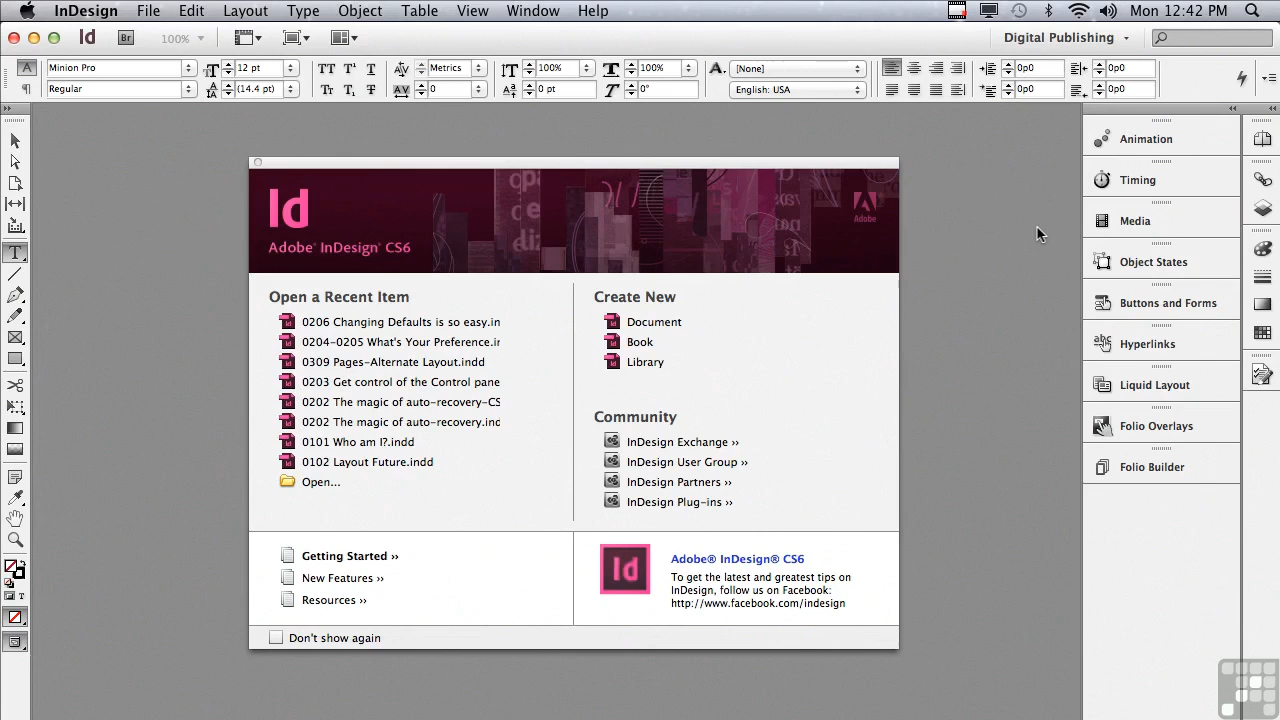 InDesign File Edit Layout Type Object Table View Window Help Mon 12:42 PM
Id Br 100% Digital Publishing
A Minion Pro 12 pt Metrics 100% 100% A. [None] 0p0 0p0
¶ Regular (14.4 pt) 0 0 pt 0° English: USA 0p0 0p0
Id
Adobe® InDesign® CS6
Adobe
Open a Recent Item
0206 Changing Defaults is so easy.in
0204-0205 What's Your Preference.ir
0309 Pages-Alternate Layout.indd
0203 Get control of the Control pane
0202 The magic of auto-recovery-CS
0202 The magic of auto-recovery.ind
0101 Who am I?.indd
0102 Layout Future.indd
Open...
Create New
Document
Book
Library
Community
InDesign Exchange ››
InDesign User Group ››
InDesign Partners ››
InDesign Plug-ins ››
Getting Started ››
New Features ››
Resources ››
Id
Adobe® InDesign® CS6
To get the latest and greatest tips on
InDesign, follow us on Facebook:
http://www.facebook.com/indesign
Don't show again
Animation
Timing
Media
Object States
Buttons and Forms
Hyperlinks
Liquid Layout
Folio Overlays
Folio Builder